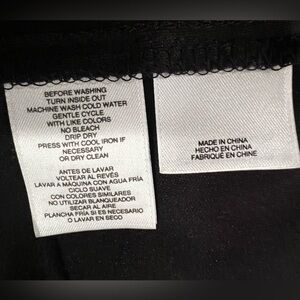 BEFORE WASHING
TURN INSIDE OUT
MACHINE WASH COLD WATER
GENTLE CYCLE
WITH LIKE COLORS
NO BLEACH
DRIP DRY
PRESS WITH COOL IRON IF
NECESSARY
OR DRY CLEAN
ANTES DE LAVAR
VOLTEAR AL REVÉS
LAVAR A MAQUINA CON AGUA FRÍA
CICLO SUAVE
CON COLORES SIMILARES
NO UTILIZAR BLANQUEADOR
SECAR AL AIRE
PLANCHA FRÍA SI ES NECESARIO
O LAVAR EN SECO
MADE IN CHINA
HECHO EN CHINA
FABRIQUÉ EN CHINE